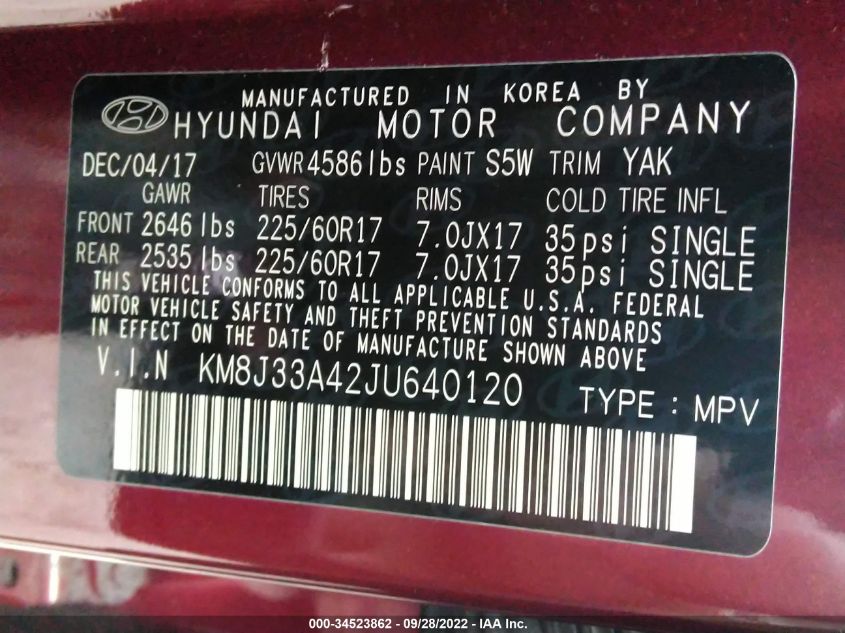 MANUFACTURED IN KOREA BY
HYUNDAI MOTOR COMPANY
DEC/04/17 GVWR 4586 lbs PAINT S5W TRIM YAK
GAWR TIRES RIMS COLD TIRE INFL
FRONT 2646 lbs 225/60R17 7.0JX17 35psi SINGLE
REAR 2535 lbs 225/60R17 7.0JX17 35psi SINGLE
THIS VEHICLE CONFORMS TO ALL APPLICABLE U.S.A. FEDERAL
MOTOR VEHICLE SAFETY AND THEFT PREVENTION STANDARDS
IN EFFECT ON THE DATE OF MANUFACTURE SHOWN ABOVE.
V.I.N KM8J33A42JU640120 TYPE : MPV
000-34523862 - 09/28/2022 - IAA, Inc.